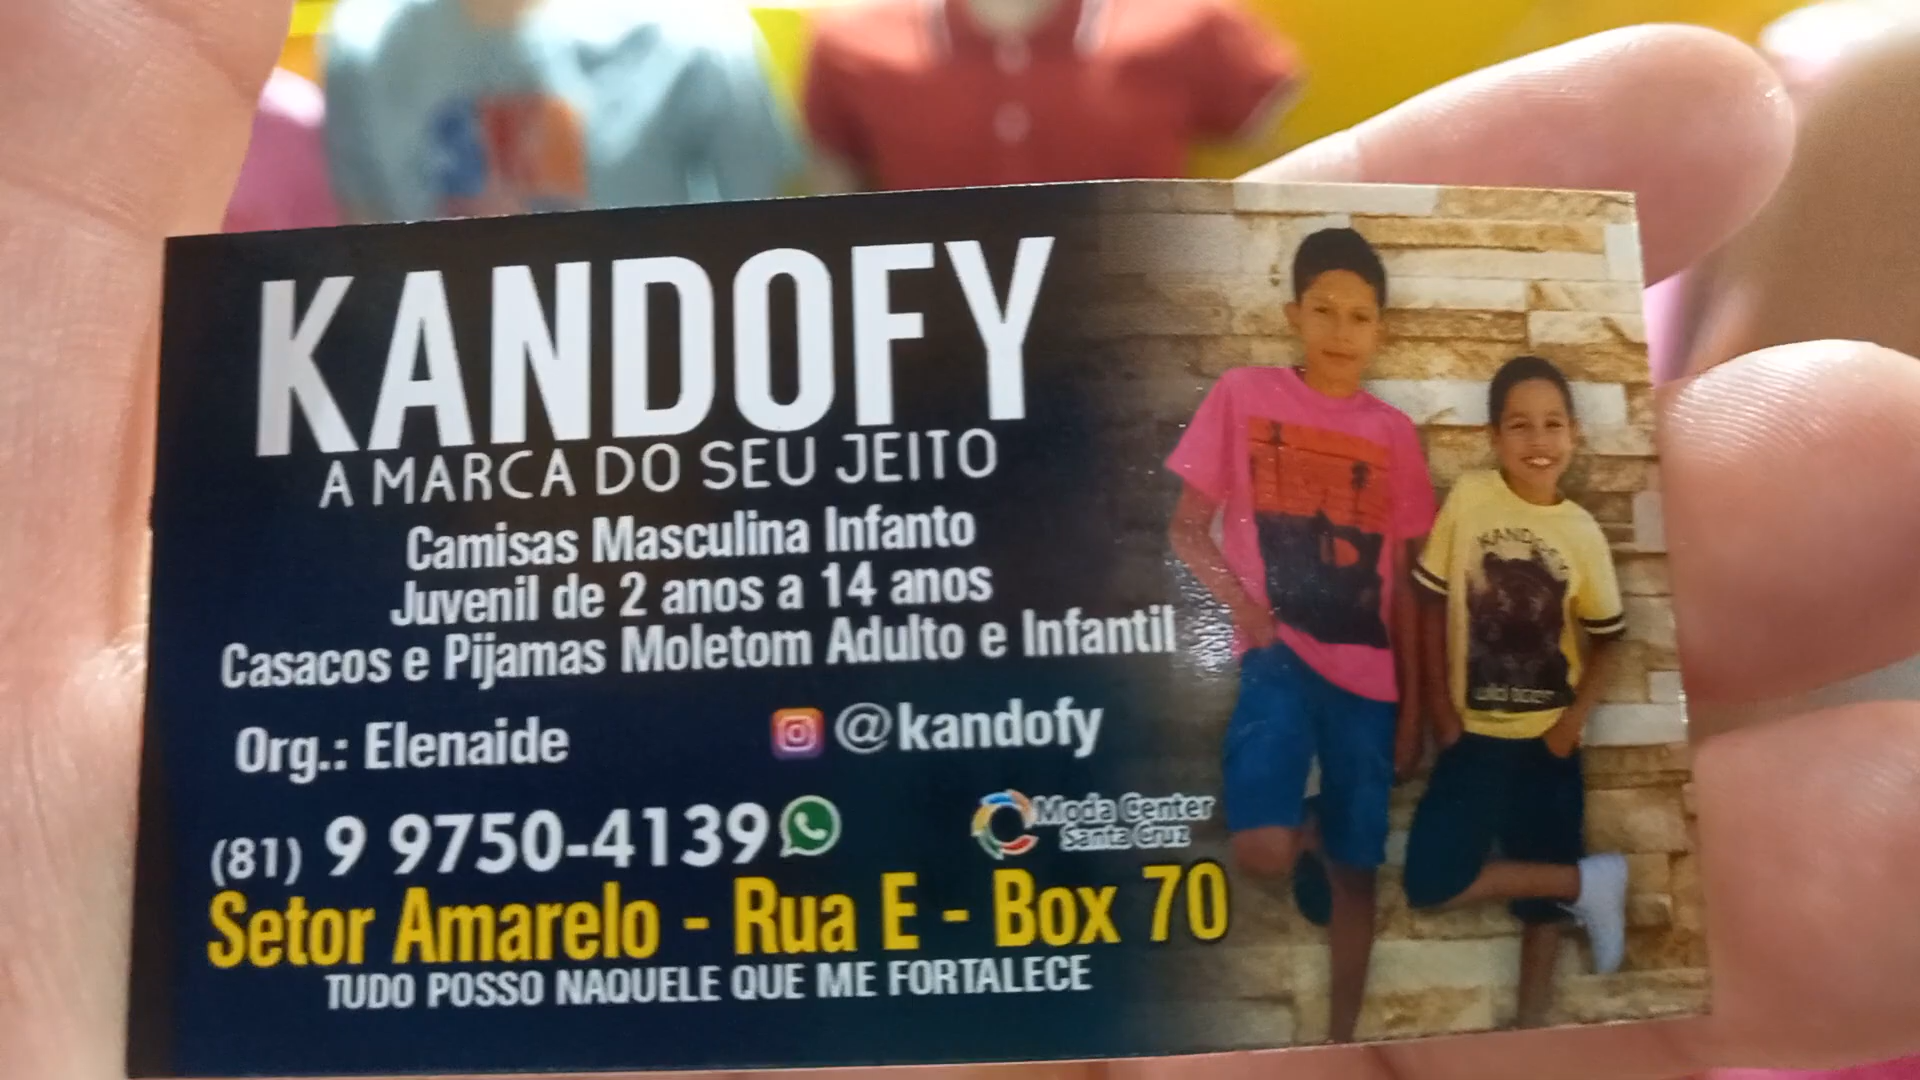 KANDOFY
A MARCA DO SEU JEITO
Camisas Masculina Infanto
Juvenil de 2 anos a 14 anos
Casacos e Pijamas Moletom Adulto e Infantil
Org.: Elenaide
@kandofy
(81) 9 9750-4139
Moda Center
Santa Cruz
Setor Amarelo - Rua E - Box 70
TUDO POSSO NAQUELE QUE ME FORTALECE
KANDOFY